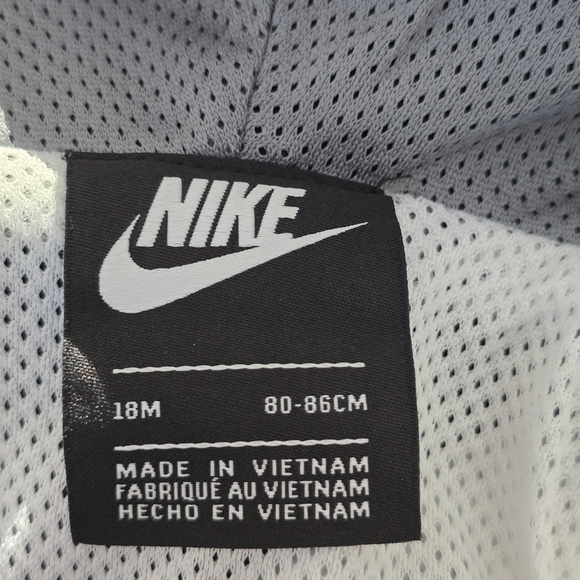 NIKE
18M 80-86CM
MADE IN VIETNAM
FABRIQUÉ AU VIETNAM
HECHO EN VIETNAM